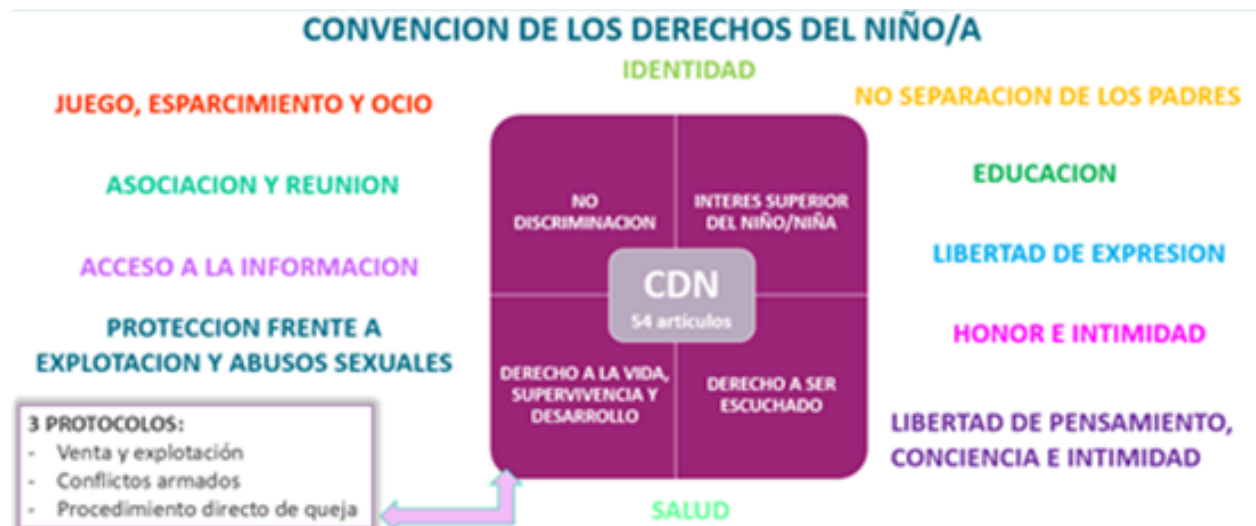 CONVENCION DE LOS DERECHOS DEL NIÑO/A
IDENTIDAD
JUEGO, ESPARCIMIENTO Y OCIO
ASOCIACION Y REUNION
ACCESO A LA INFORMACION
PROTECCION FRENTE A
EXPLOTACION Y ABUSOS SEXUALES
3 PROTOCOLOS:
- Venta y explotación
- Conflictos armados
- Procedimiento directo de queja
NO
DISCRIMINACION
INTERES SUPERIOR
DEL NIÑO/NIÑA
CDN
54 artículos
DERECHO A LA VIDA,
SUPERVIVENCIA Y
DESARROLLO
DERECHO A SER
ESCUCHADO
SALUD
NO SEPARACION DE LOS PADRES
EDUCACION
LIBERTAD DE EXPRESION
HONOR E INTIMIDAD
LIBERTAD DE PENSAMIENTO,
CONCIENCIA E INTIMIDAD